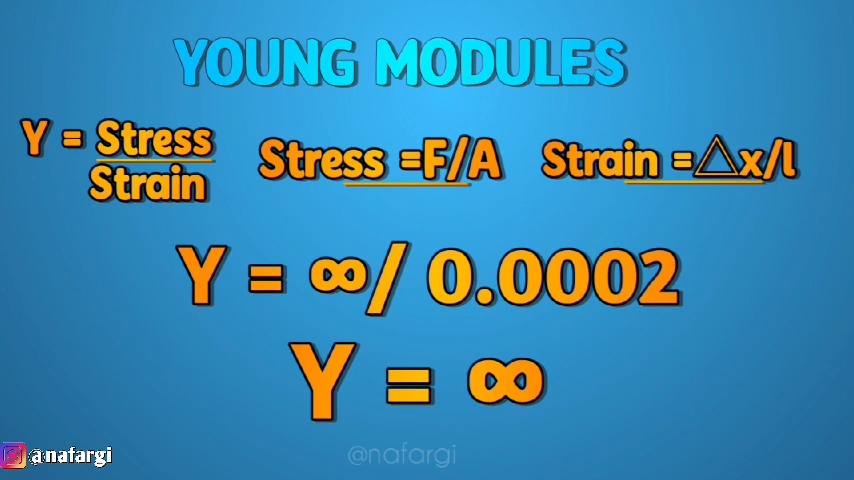 YOUNG MODULES
Y = Stress
Strain
Stress =F/A
Strain =△x/l
Y = ∞/ 0.0002
Y = ∞
@nafargi
@nafargi